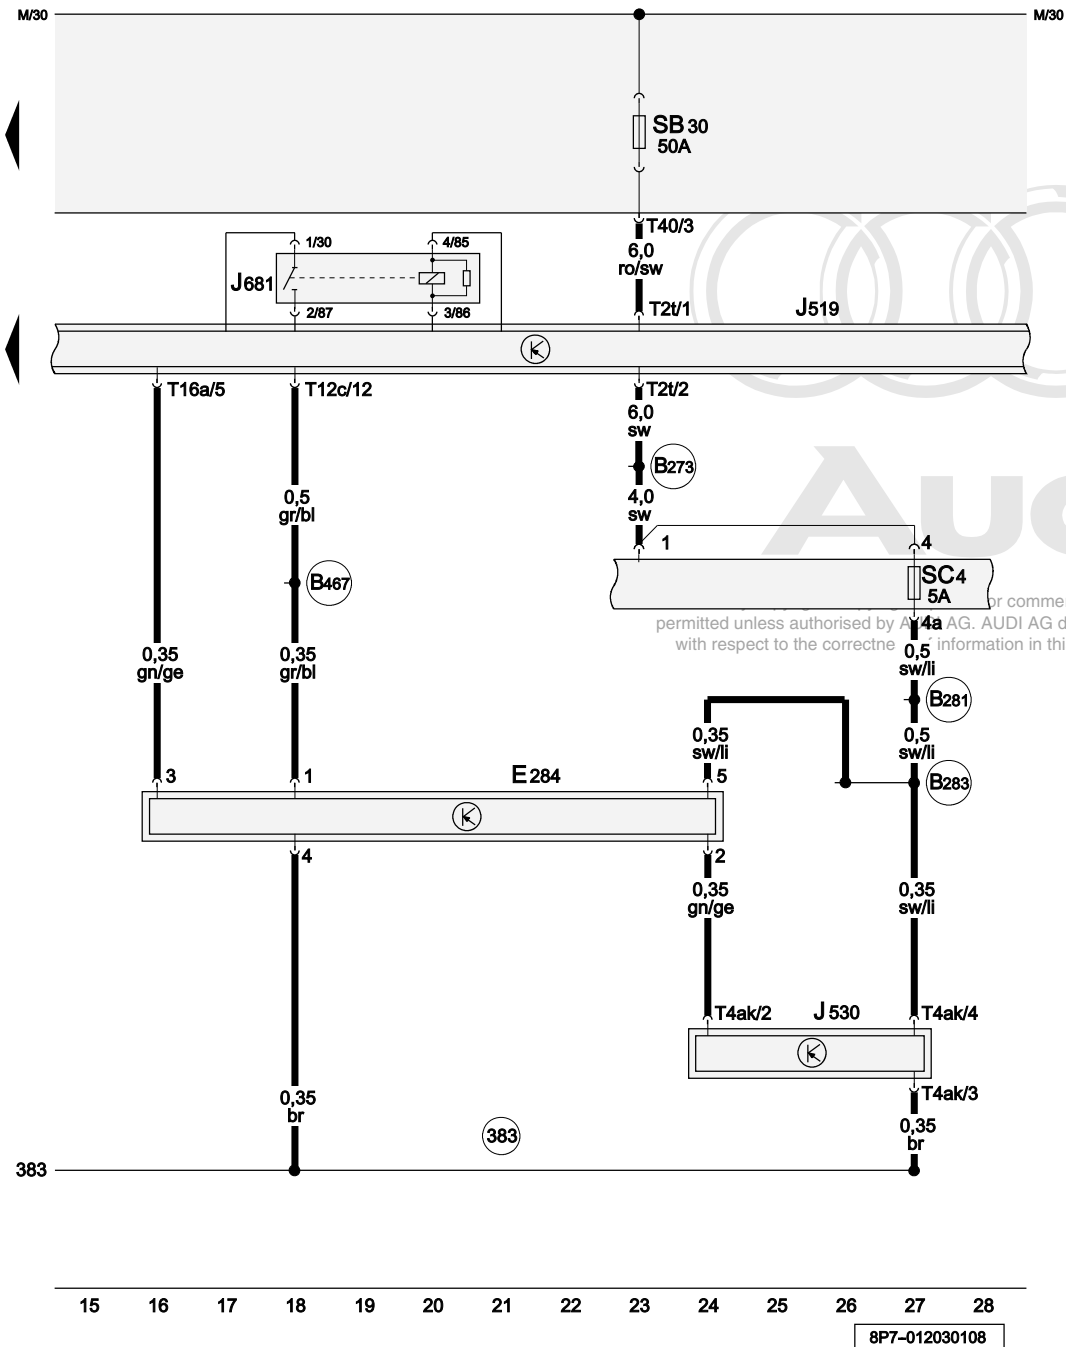 M/30
M/30
SB 30
50A
T40/3
6,0
ro/sw
1/30
4/85
J681
2/87
3/86
T2t/1
J519
T16a/5
T12c/12
T2t/2
6,0
sw
B273
4,0
sw
0,5
gr/bl
1
4
B467
SC4
5A
or comme
permitted unless authorised by A
AG. AUDI AG d
4a
with respect to the correctne
information in thi
0,35
gn/ge
0,35
gr/bl
0,5
sw/li
B281
0,35
sw/li
0,5
sw/li
3
1
E284
5
B283
4
2
0,35
gn/ge
0,35
sw/li
T4ak/2
J530
T4ak/4
T4ak/3
0,35
br
383
0,35
br
383
15 16 17 18 19 20 21 22 23 24 25 26 27 28
8P7-012030108
Au